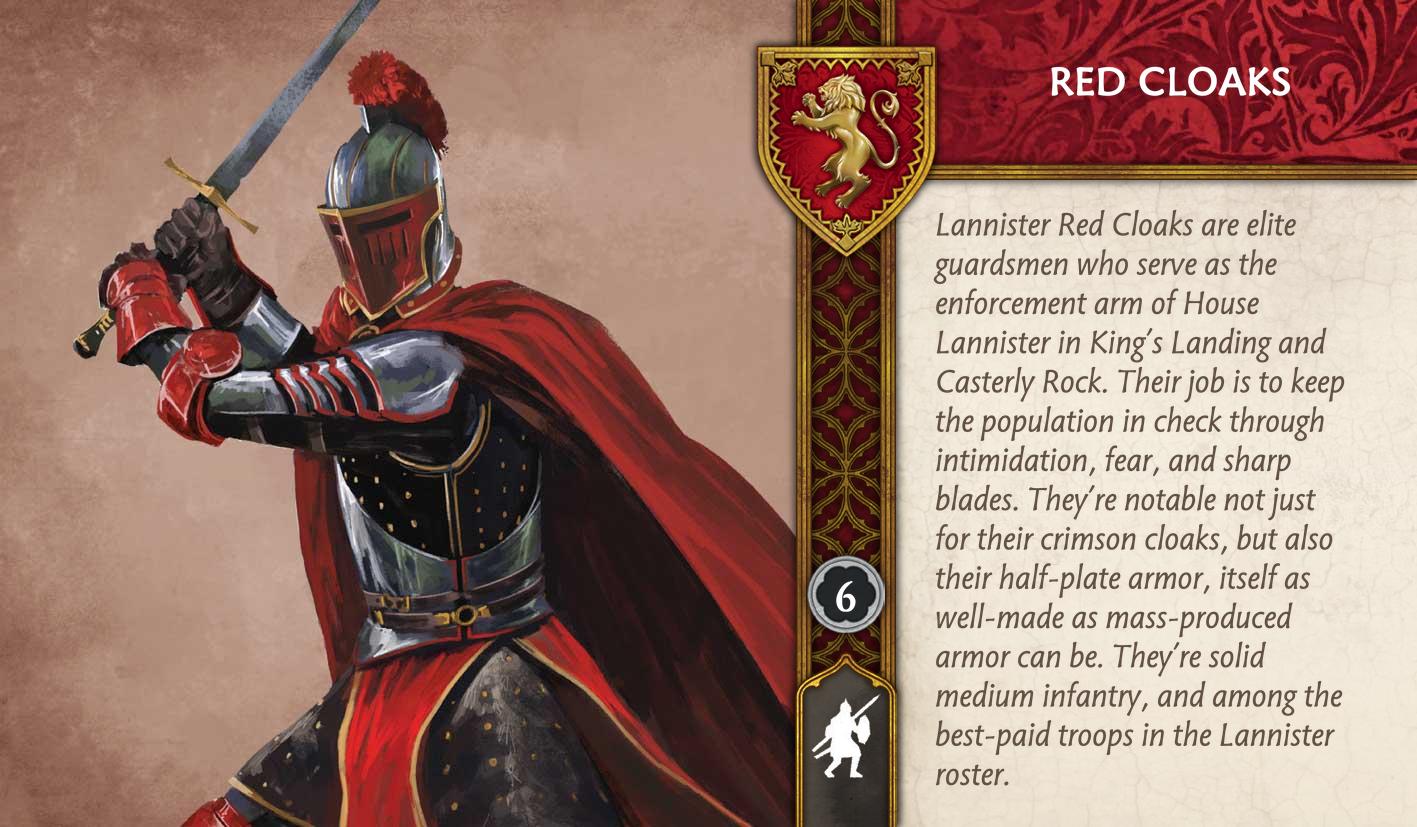 RED CLOAKS
Lannister Red Cloaks are elite
guardsmen who serve as the
enforcement arm of House
Lannister in King's Landing and
Casterly Rock. Their job is to keep
the population in check through
intimidation, fear, and sharp
blades. They're notable not just
for their crimson cloaks, but also
their half-plate armor, itself as
well-made as mass-produced
armor can be. They're solid
medium infantry, and among the
best-paid troops in the Lannister
roster.
6